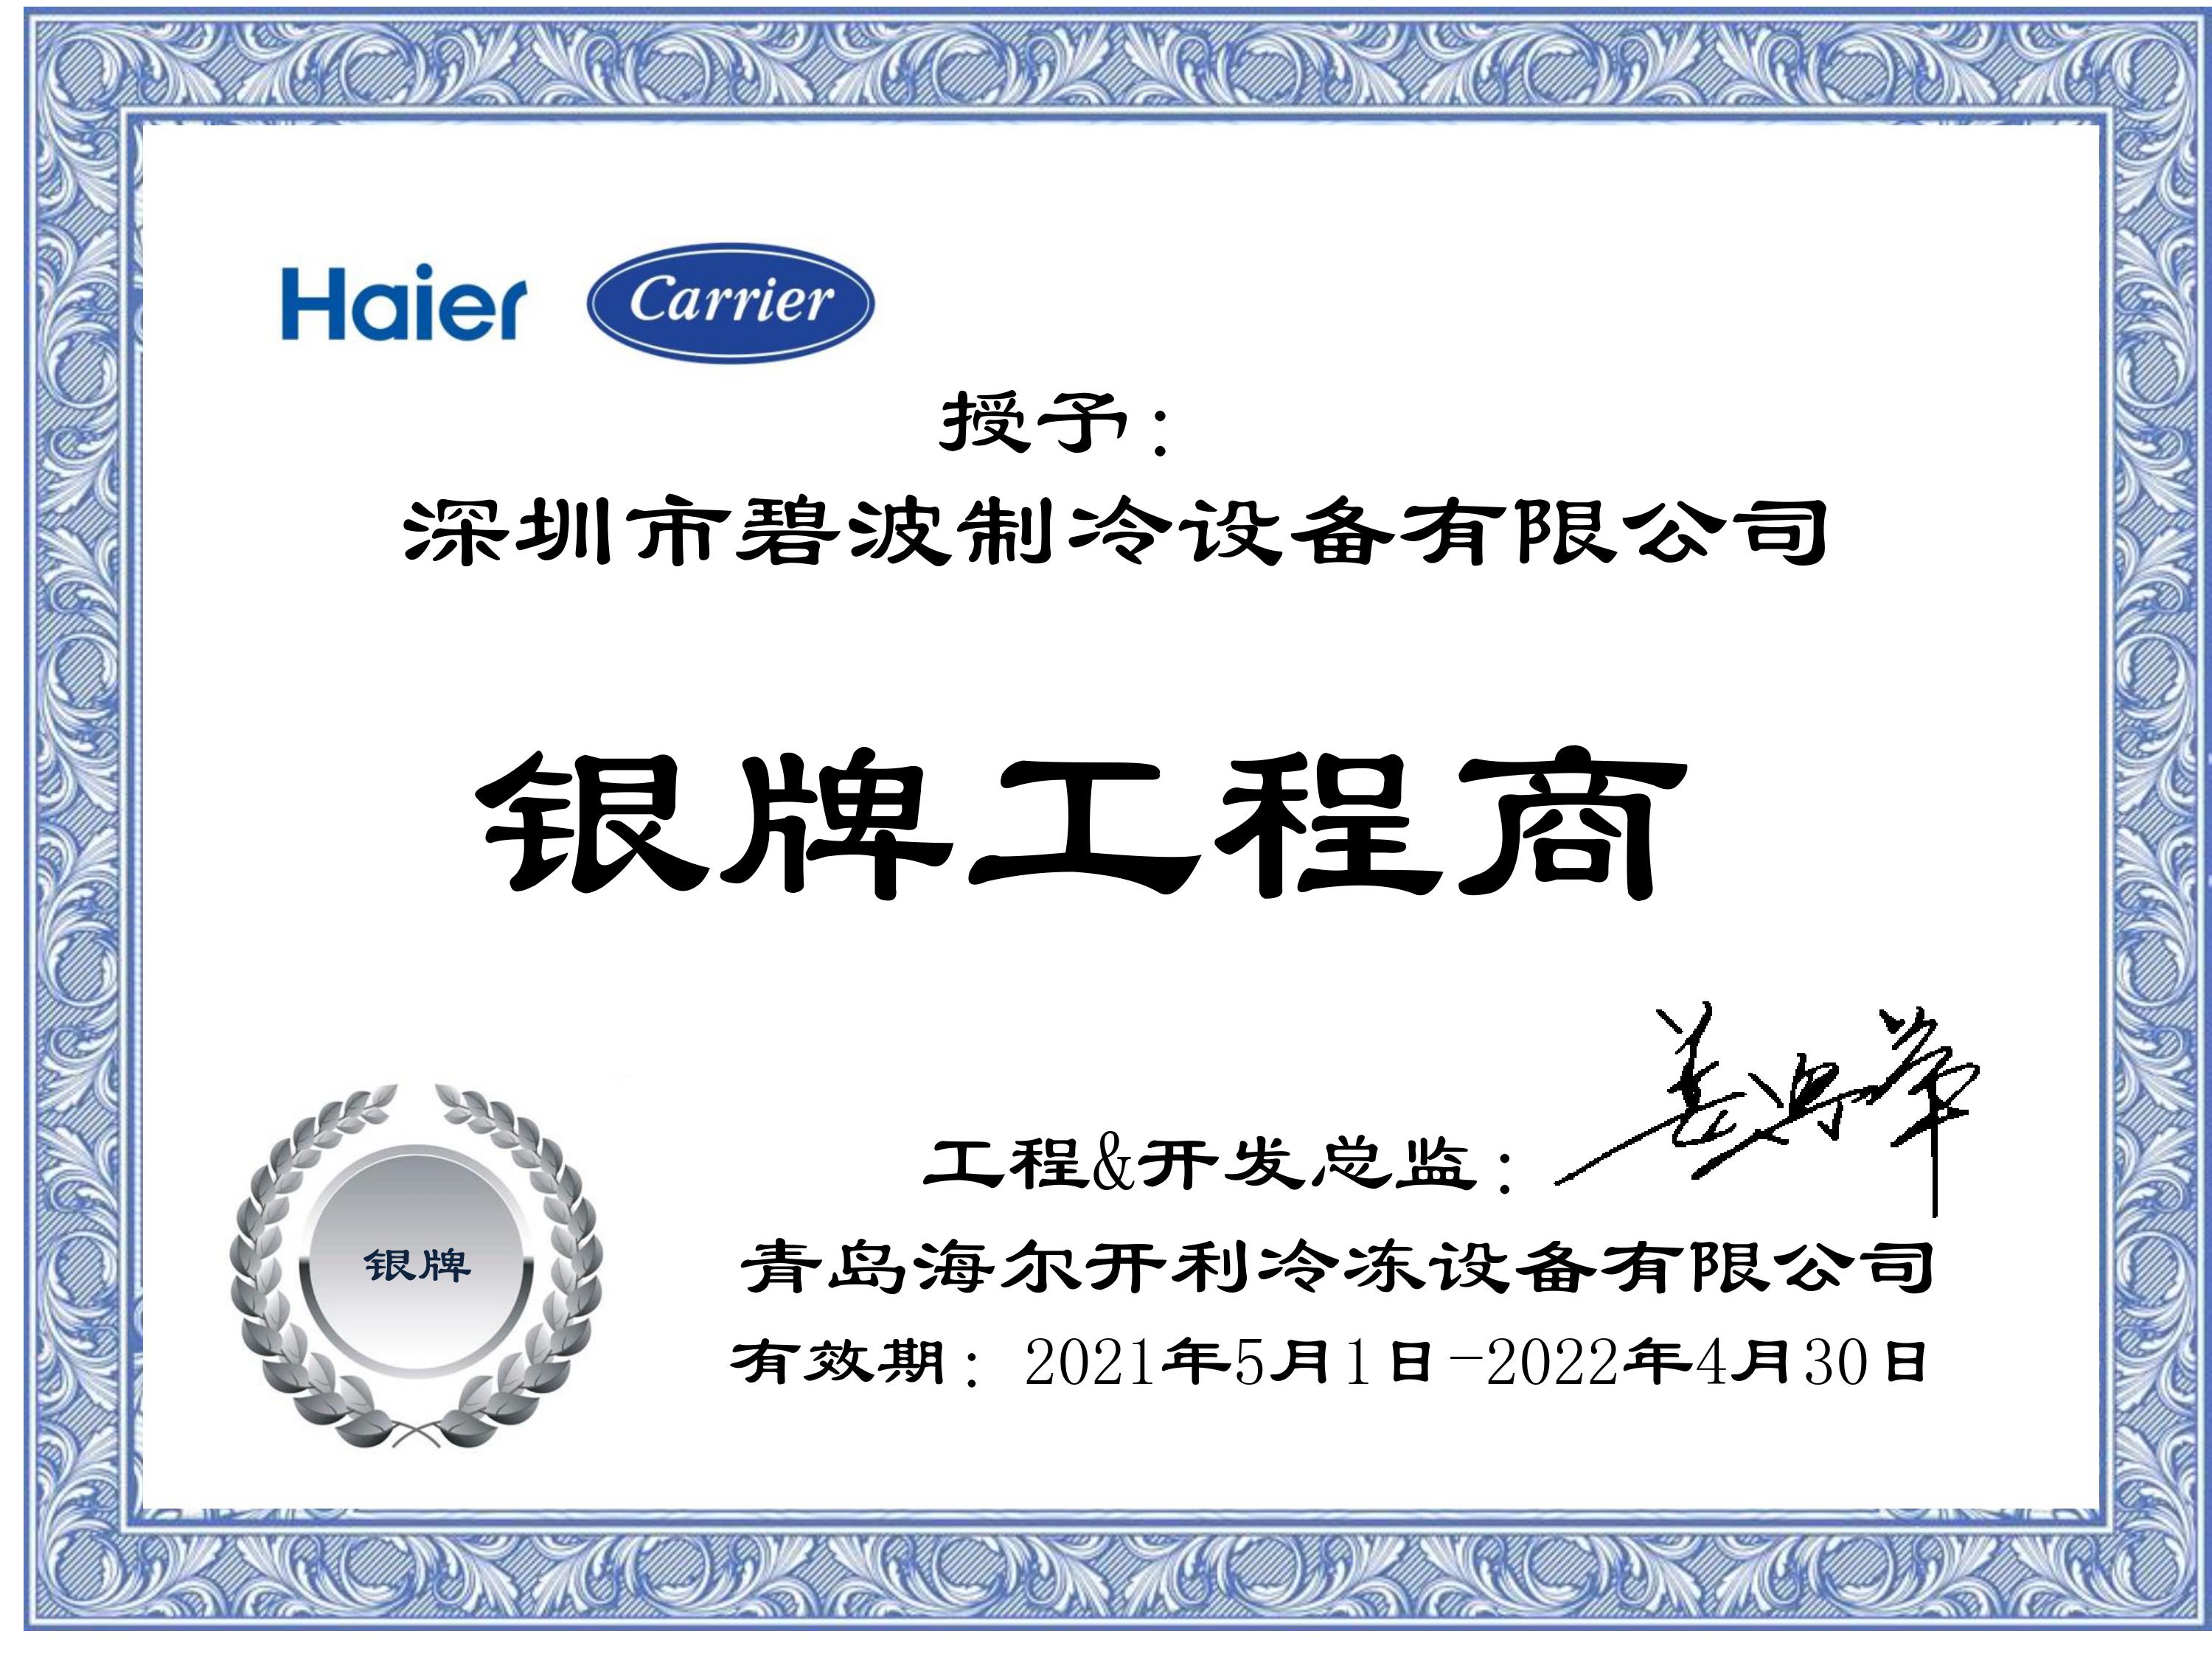 Haier Carrier
授予：
深圳市碧波制冷设备有限公司
银牌工程商
工程&开发总监：
银牌
青岛海尔开利冷冻设备有限公司
有效期：2021年5月1日-2022年4月30日